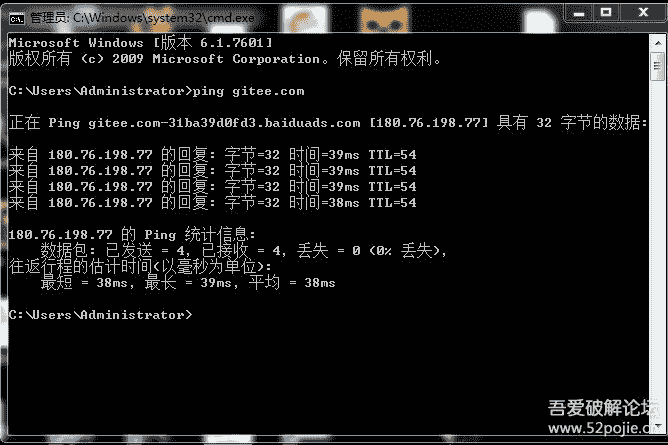 管理员: C:\Windows\system32\cmd.exe
Microsoft Windows [版本 6.1.7601]
版权所有 (c) 2009 Microsoft Corporation。保留所有权利。
C:\Users\Administrator>ping gitee.com
正在 Ping gitee.com-31ba39d0fd3.baiduads.com [180.76.198.77] 具有 32 字节的数据:
来自 180.76.198.77 的回复: 字节=32 时间=39ms TTL=54
来自 180.76.198.77 的回复: 字节=32 时间=39ms TTL=54
来自 180.76.198.77 的回复: 字节=32 时间=39ms TTL=54
来自 180.76.198.77 的回复: 字节=32 时间=38ms TTL=54
180.76.198.77 的 Ping 统计信息:
数据包: 已发送 = 4，已接收 = 4，丢失 = 0 (0% 丢失)，
往返行程的估计时间(以毫秒为单位):
最短 = 38ms，最长 = 39ms，平均 = 38ms
C:\Users\Administrator>
吾爱破解论坛
www.52pojie.cn